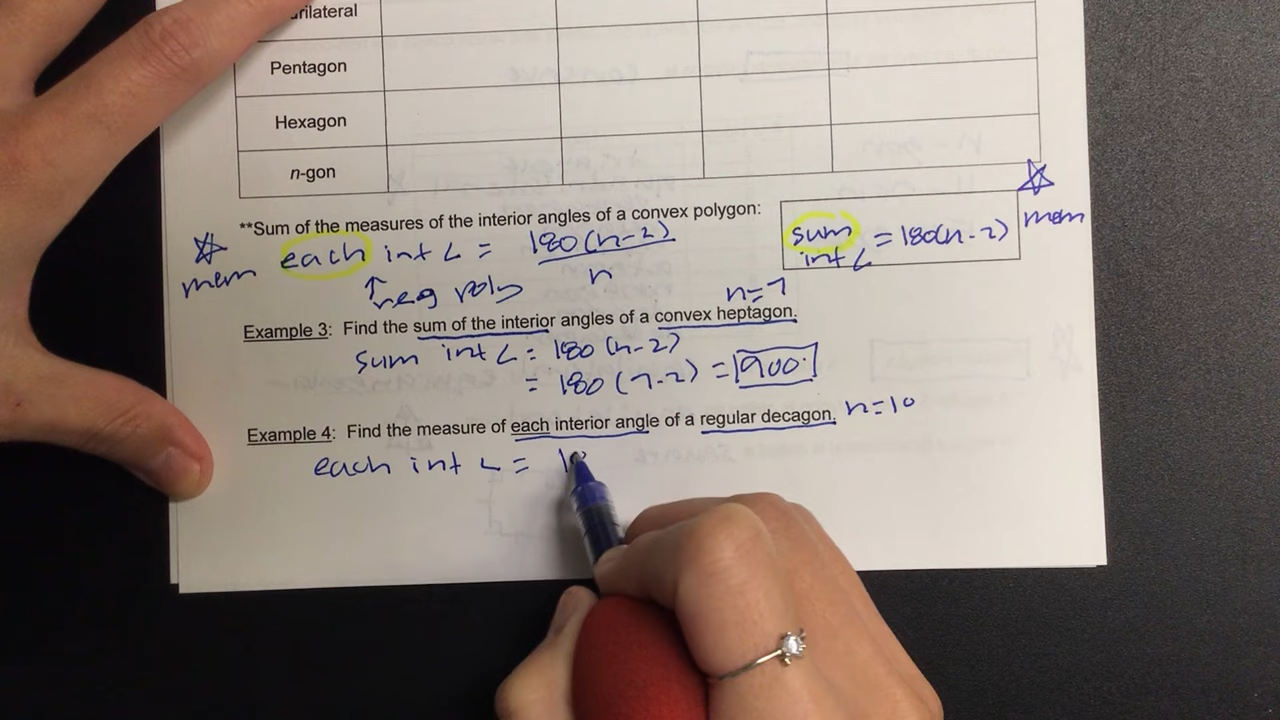 rilateral
Pentagon
Hexagon
n-gon
**Sum of the measures of the interior angles of a convex polygon:
sum int ∠ = 180(n-2)
mem
mem
each int ∠ = 180(n-2)/n
↑ reg poly
n=7
Example 3: Find the sum of the interior angles of a convex heptagon.
sum int ∠ = 180(n-2)
= 180(7-2) = 900°
Example 4: Find the measure of each interior angle of a regular decagon. n=10
each int ∠ = 18